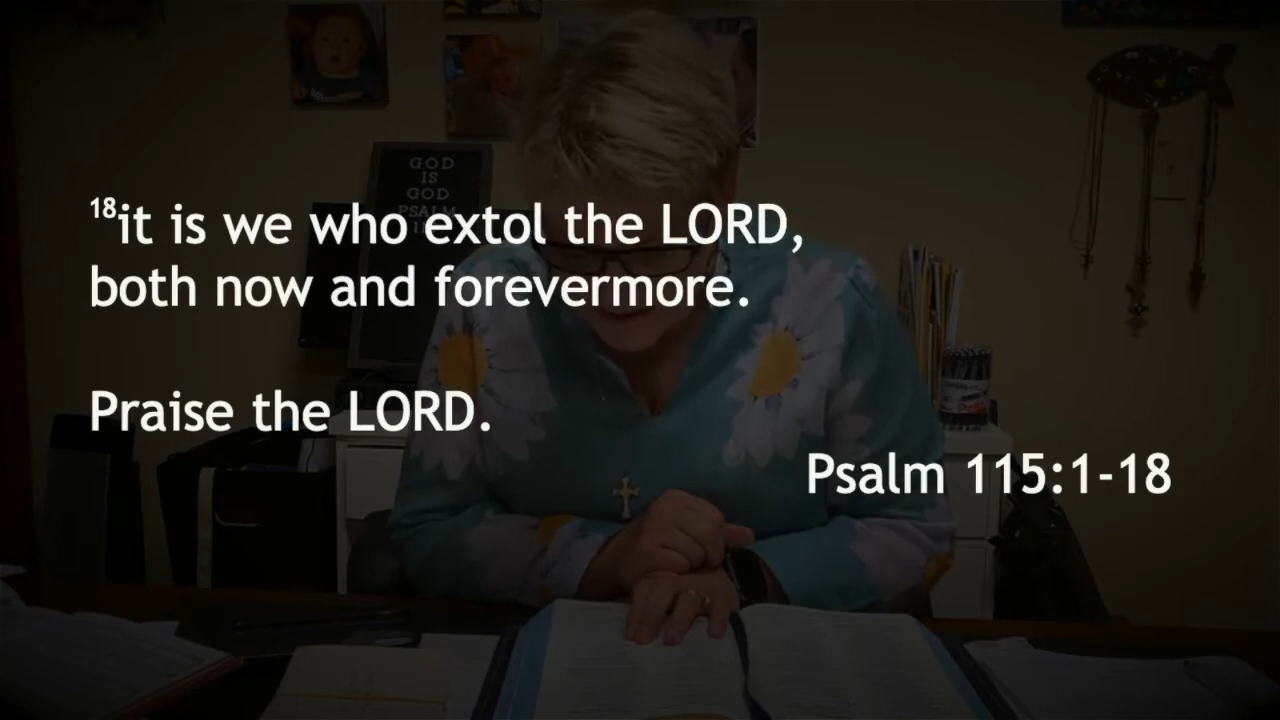 ¹⁸it is we who extol the LORD,
both now and forevermore.
Praise the LORD.
Psalm 115:1-18
GOD
IS
GOD
PSALM